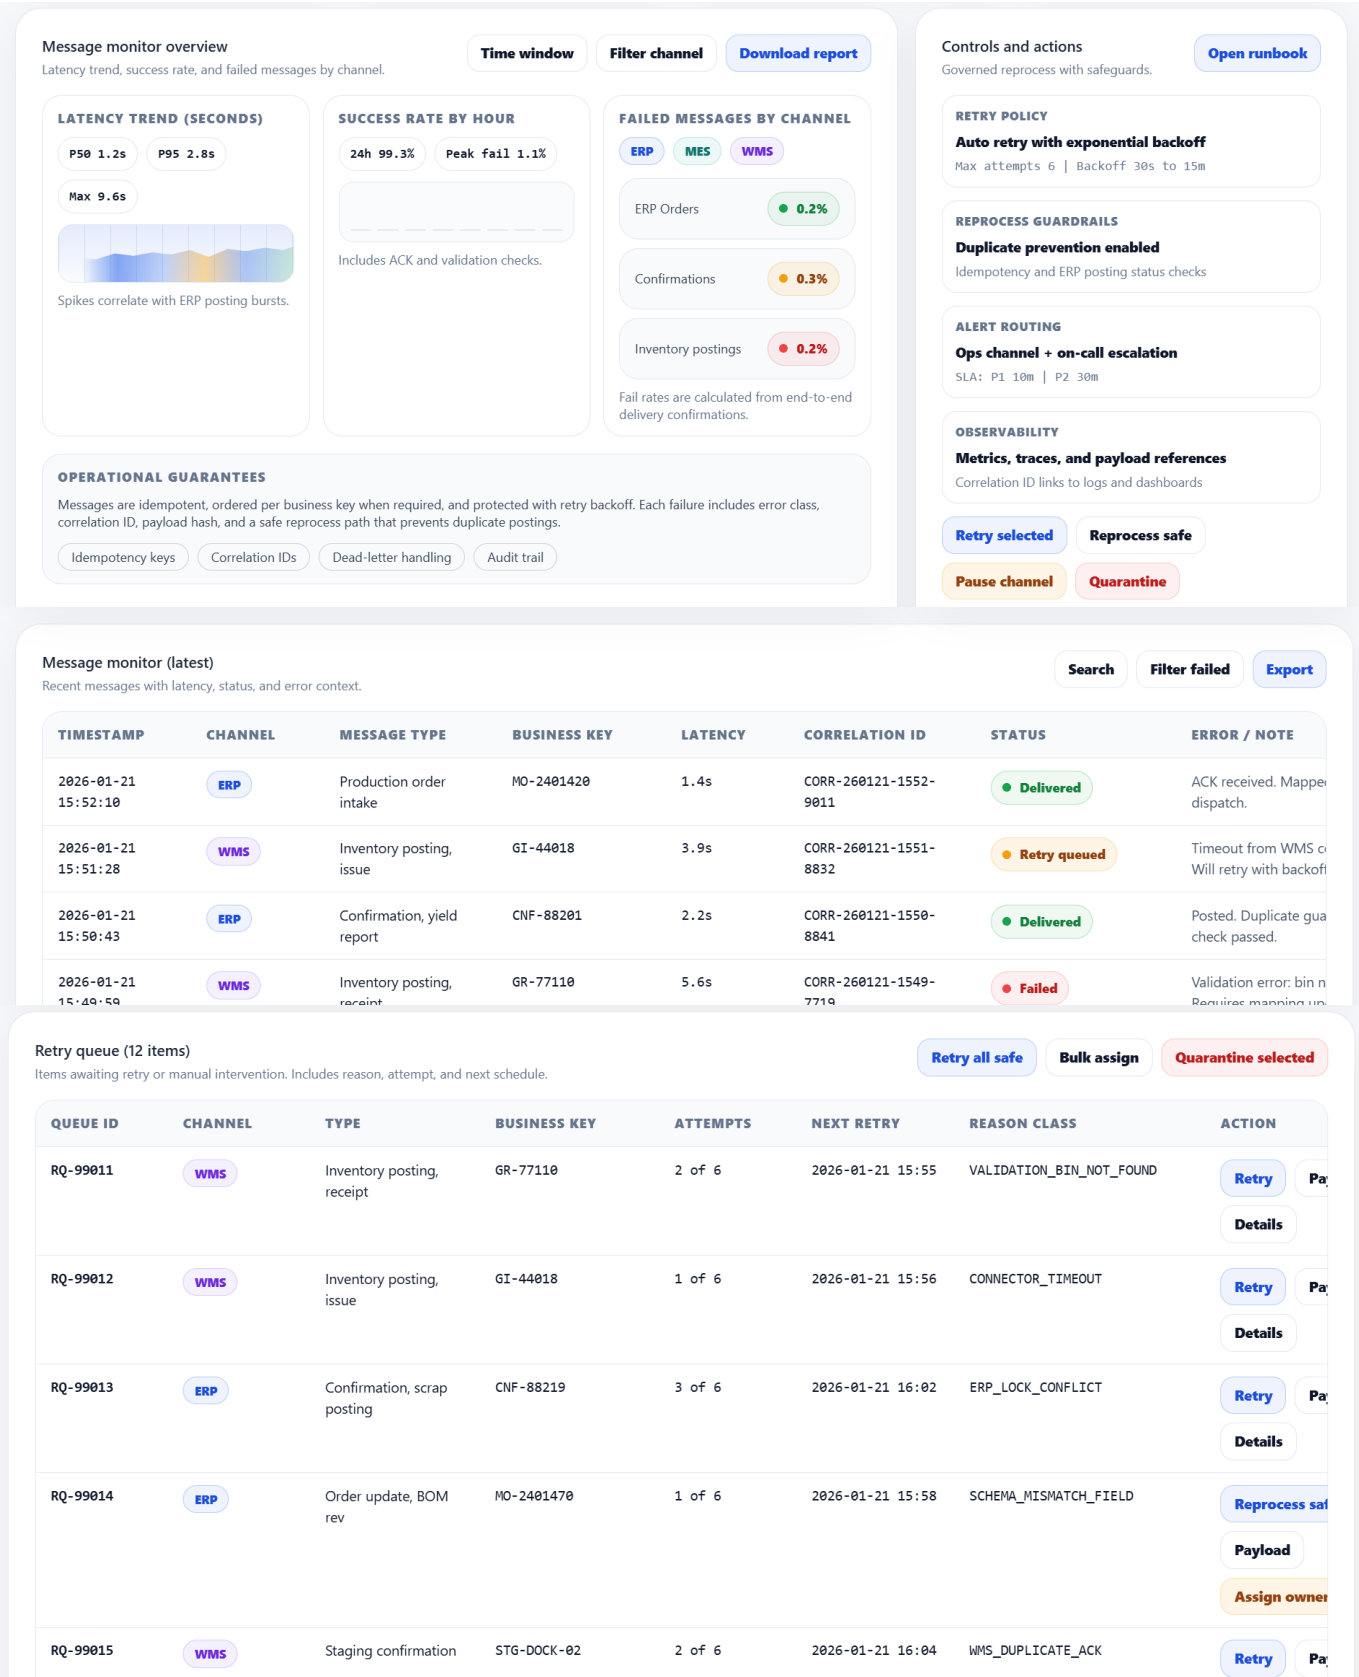 Message monitor overview
Latency trend, success rate, and failed messages by channel.
Time window
Filter channel
Download report
LATENCY TREND (SECONDS)
P50 1.2s
P95 2.8s
Max 9.6s
Spikes correlate with ERP posting bursts.
SUCCESS RATE BY HOUR
24h 99.3%
Peak fail 1.1%
Includes ACK and validation checks.
FAILED MESSAGES BY CHANNEL
ERP
MES
WMS
ERP Orders
0.2%
Confirmations
0.3%
Inventory postings
0.2%
Fail rates are calculated from end-to-end
delivery confirmations.
OPERATIONAL GUARANTEES
Messages are idempotent, ordered per business key when required, and protected with retry backoff. Each failure includes error class,
correlation ID, payload hash, and a safe reprocess path that prevents duplicate postings.
Idempotency keys
Correlation IDs
Dead-letter handling
Audit trail
Controls and actions
Governed reprocess with safeguards.
Open runbook
RETRY POLICY
Auto retry with exponential backoff
Max attempts 6 | Backoff 30s to 15m
REPROCESS GUARDRAILS
Duplicate prevention enabled
Idempotency and ERP posting status checks
ALERT ROUTING
Ops channel + on-call escalation
SLA: P1 10m | P2 30m
OBSERVABILITY
Metrics, traces, and payload references
Correlation ID links to logs and dashboards
Retry selected
Reprocess safe
Pause channel
Quarantine
Message monitor (latest)
Recent messages with latency, status, and error context.
Search
Filter failed
Export
TIMESTAMP CHANNEL MESSAGE TYPE BUSINESS KEY LATENCY CORRELATION ID STATUS ERROR / NOTE
2026-01-21 ERP Production order MO-2401420 1.4s CORR-260121-1552- Delivered ACK received. Mapped
15:52:10 intake 9011 dispatch.
2026-01-21 WMS Inventory posting, GI-44018 3.9s CORR-260121-1551- Retry queued Timeout from WMS
15:51:28 issue 8832 Will retry with backoff
2026-01-21 ERP Confirmation, yield CNF-88201 2.2s CORR-260121-1550- Delivered Posted. Duplicate
15:50:43 report 8841 check passed.
2026-01-21 WMS Inventory posting, GR-77110 5.6s CORR-260121-1549- Failed Validation error: bin
15:49:59 receipt 7719 Requires mapping
Retry queue (12 items)
Items awaiting retry or manual intervention. Includes reason, attempt, and next schedule.
Retry all safe
Bulk assign
Quarantine selected
QUEUE ID CHANNEL TYPE BUSINESS KEY ATTEMPTS NEXT RETRY REASON CLASS ACTION
RQ-99011 WMS Inventory posting, GR-77110 2 of 6 2026-01-21 15:55 VALIDATION_BIN_NOT_FOUND Retry
receipt
Details
RQ-99012 WMS Inventory posting, GI-44018 1 of 6 2026-01-21 15:56 CONNECTOR_TIMEOUT Retry
issue
Details
RQ-99013 ERP Confirmation, scrap CNF-88219 3 of 6 2026-01-21 16:02 ERP_LOCK_CONFLICT Retry
posting
Details
RQ-99014 ERP Order update, BOM MO-2401470 1 of 6 2026-01-21 15:58 SCHEMA_MISMATCH_FIELD Reprocess
rev
Payload
Assign owner
RQ-99015 WMS Staging confirmation STG-DOCK-02 2 of 6 2026-01-21 16:04 WMS_DUPLICATE_ACK Retry